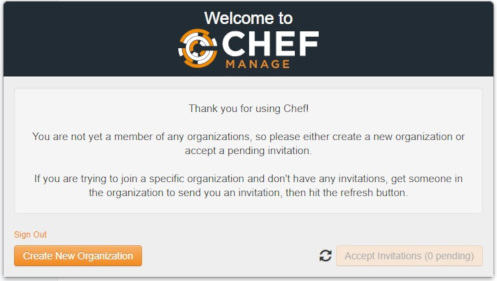 Welcome to
CHEF
MANAGE
Thank you for using Chef!
You are not yet a member of any organizations, so please either create a new organization or
accept a pending invitation.
If you are trying to join a specific organization and don't have any invitations, get someone in
the organization to send you an invitation, then hit the refresh button.
Sign Out
Create New Organization
Accept Invitations (0 pending)